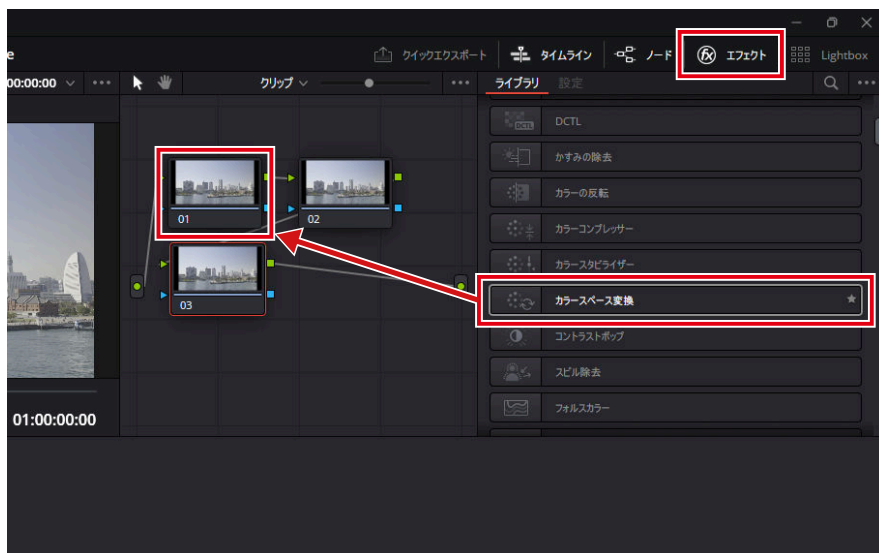 e
クイックエクスポート
タイムライン
ノード
エフェクト
Lightbox
00:00:00
クリップ
ライブラリ
設定
DCTL
DCTL
かすみの除去
カラーの反転
カラーコンプレッサー
カラースタビライザー
カラースペース変換
コントラストポップ
スピル除去
フォルスカラー
01
02
03
01:00:00:00